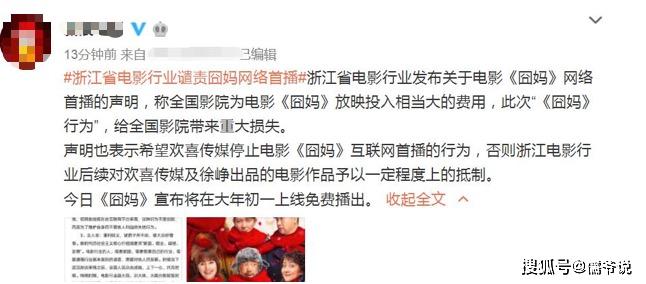 13分钟前 来自
已编辑
#浙江省电影行业谴责囧妈网络首播#浙江省电影行业发布关于电影《囧妈》网络
首播的声明，称全国影院为电影《囧妈》放映投入相当大的费用，此次“《囧妈》
行为”，给全国影院带来重大损失。
声明也表示希望欢喜传媒停止电影《囧妈》互联网首播的行为，否则浙江电影行
业后续对欢喜传媒及徐峥出品的电影作品予以一定程度上的抵制。
今日《囧妈》宣布将在大年初一上线免费播出。 收起全文
搜狐号@儒爷说